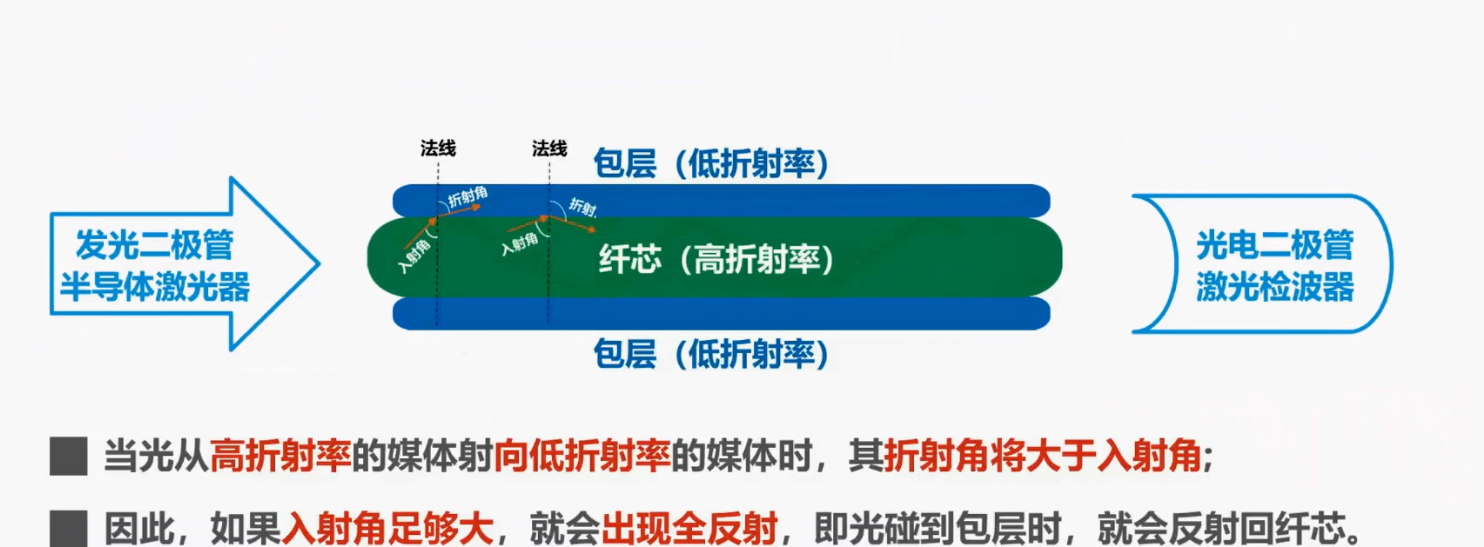 法线
法线
包层（低折射率）
折射角
折射.
入射角
入射角
纤芯（高折射率）
发光二极管
半导体激光器
光电二极管
激光检波器
包层（低折射率）
当光从高折射率的媒体射向低折射率的媒体时，其折射角将大于入射角;
因此，如果入射角足够大，就会出现全反射，即光碰到包层时，就会反射回纤芯。